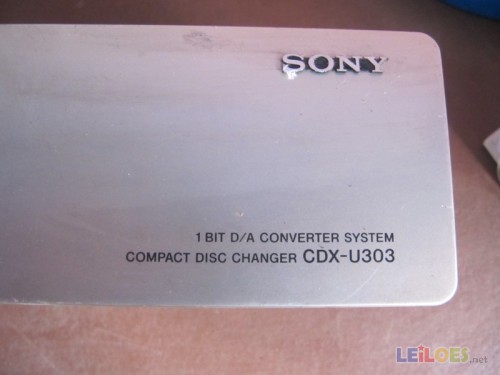 SONY
1 BIT D/A CONVERTER SYSTEM
COMPACT DISC CHANGER CDX-U303
LEiLOES.net